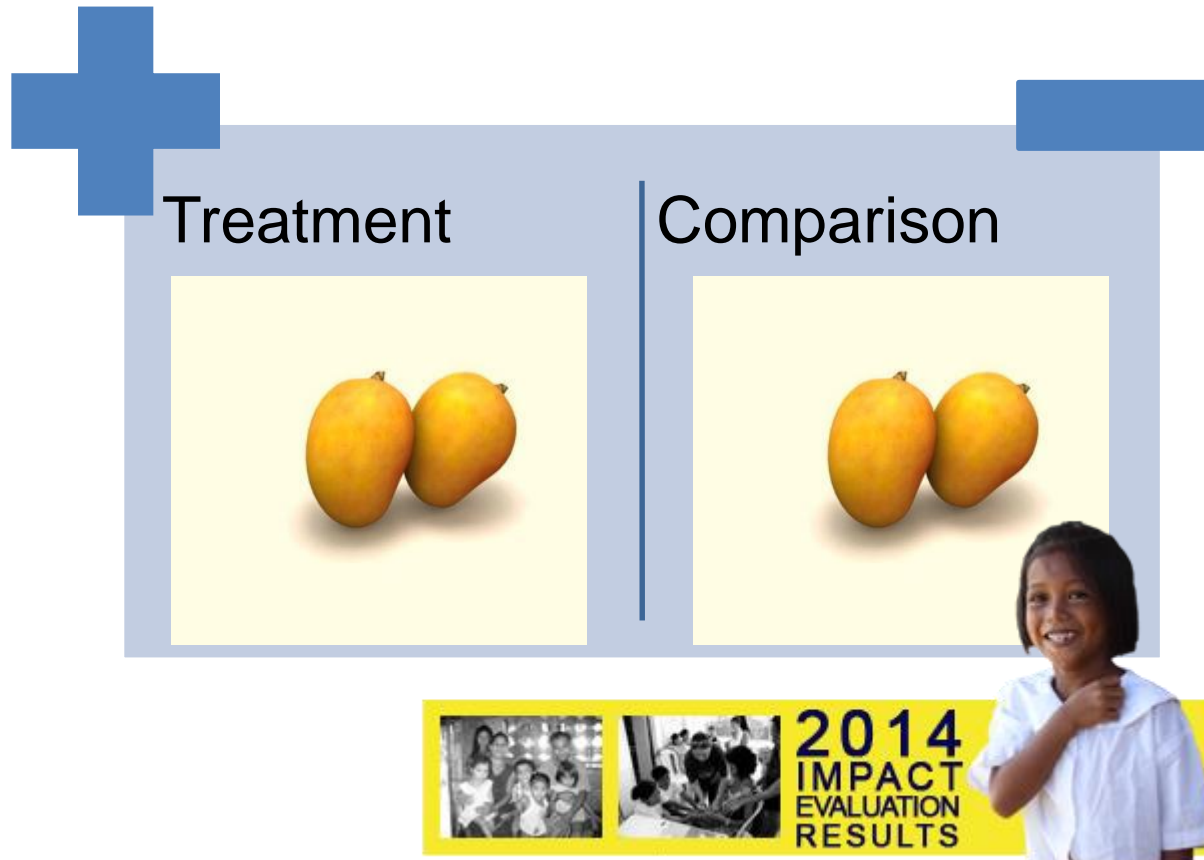 Treatment
Comparison
2014
IMPACT
EVALUATION
RESULTS